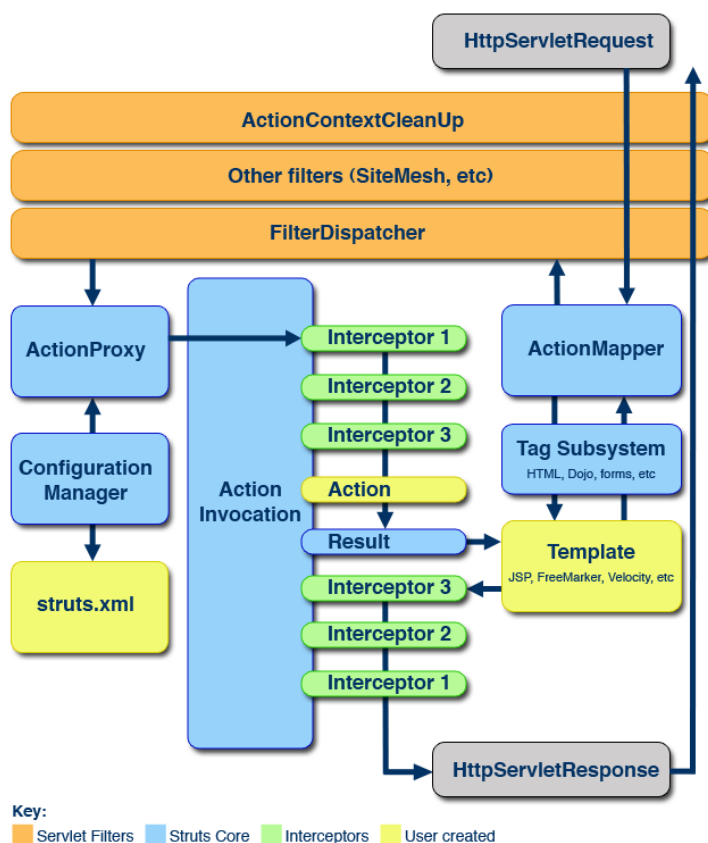 HttpServletRequest
ActionContextCleanUp
Other filters (SiteMesh, etc)
FilterDispatcher
ActionProxy
Interceptor 1
ActionMapper
Interceptor 2
Interceptor 3
Tag Subsystem
HTML, Dojo, forms, etc
Configuration
Manager
Action
Invocation
Action
Result
Template
JSP, FreeMarker, Velocity, etc
struts.xml
Interceptor 3
Interceptor 2
Interceptor 1
HttpServletResponse
Key:
Servlet Filters
Struts Core
Interceptors
User created